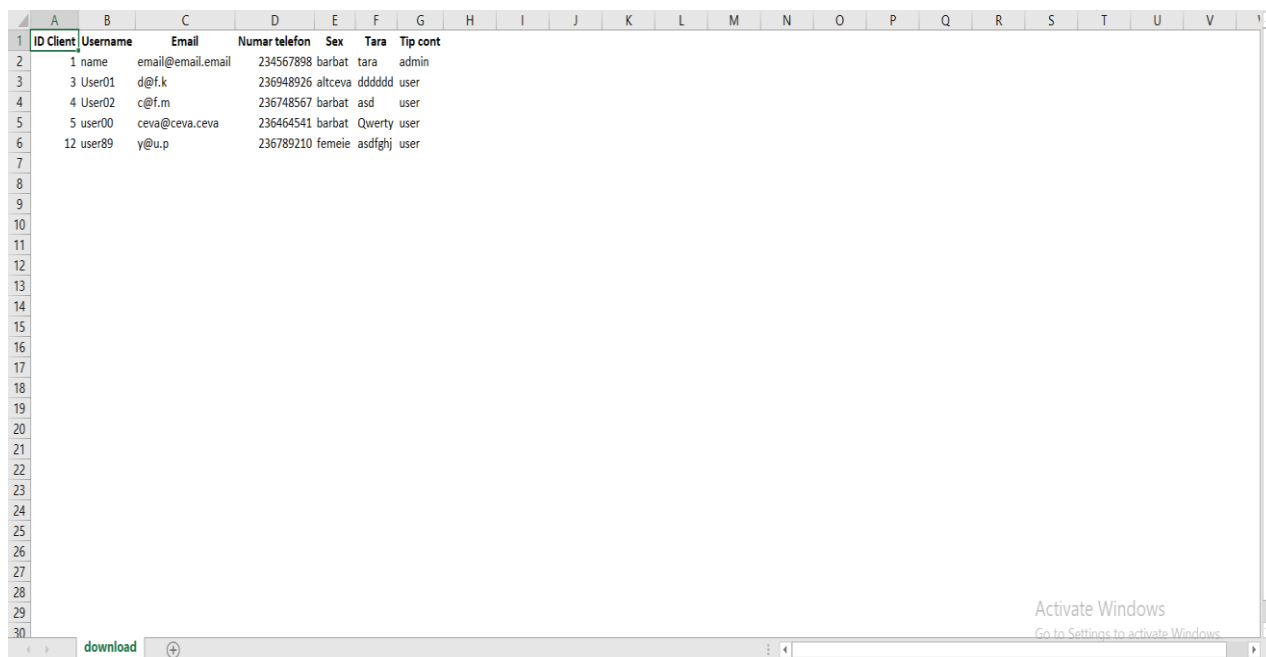 A B C D E F G H I J K L M N O P Q R S T U V
1 ID Client Username Email Numar telefon Sex Tara Tip cont
2 1 name email@email.email 234567898 barbat tara admin
3 3 User01 d@f.k 236948926 altceva dddddd user
4 4 User02 c@f.m 236748567 barbat asd user
5 5 user00 ceva@ceva.ceva 236464541 barbat Qwerty user
6 12 user89 y@u.p 236789210 femeie asdfghj user
7
8
9
10
11
12
13
14
15
16
17
18
19
20
21
22
23
24
25
26
27
28
29 Activate Windows
30 Go to Settings to activate Windows.
download